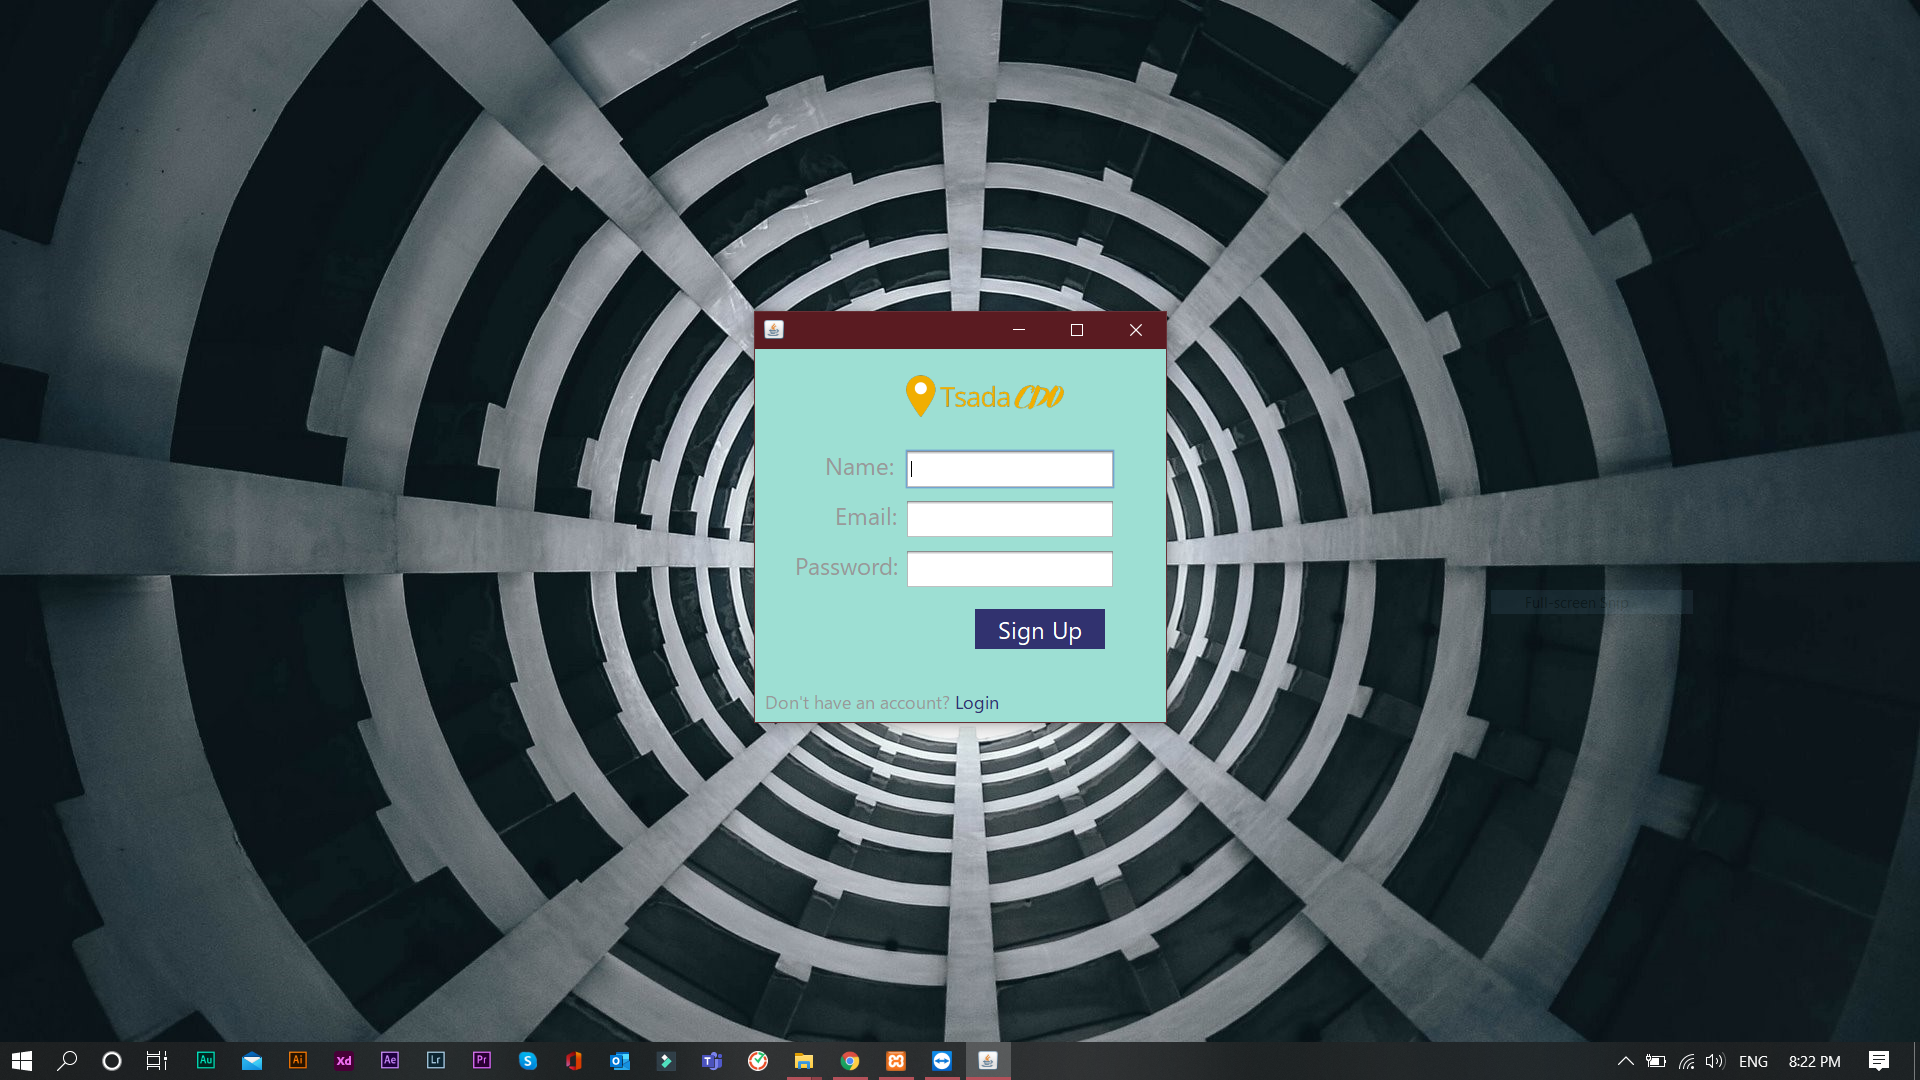 Tsada CDO
Name:
Email:
Password:
Sign Up
Don't have an account? Login
Full-screen Snip
Au
Ai
Xd
Ae
Lr
Pr
S
O
T
ENG
8:22 PM